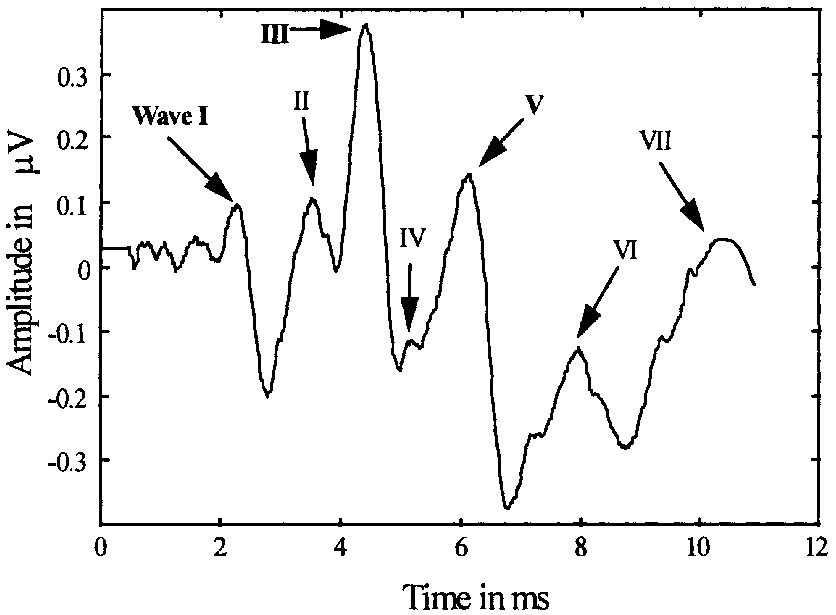 III
0.3
II
Wave I
V
0.2
VII
0.1
IV
VI
0
-0.1
-0.2
-0.3
Amplitude in μV
0 2 4 6 8 10 12
Time in ms